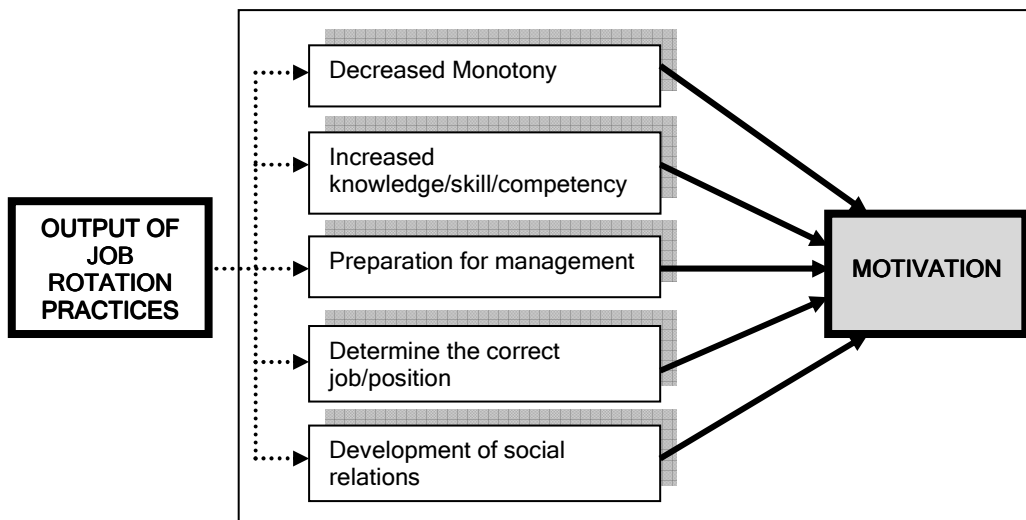 OUTPUT OF
JOB
ROTATION
PRACTICES
Decreased Monotony
Increased
knowledge/skill/competency
Preparation for management
Determine the correct
job/position
Development of social
relations
MOTIVATION